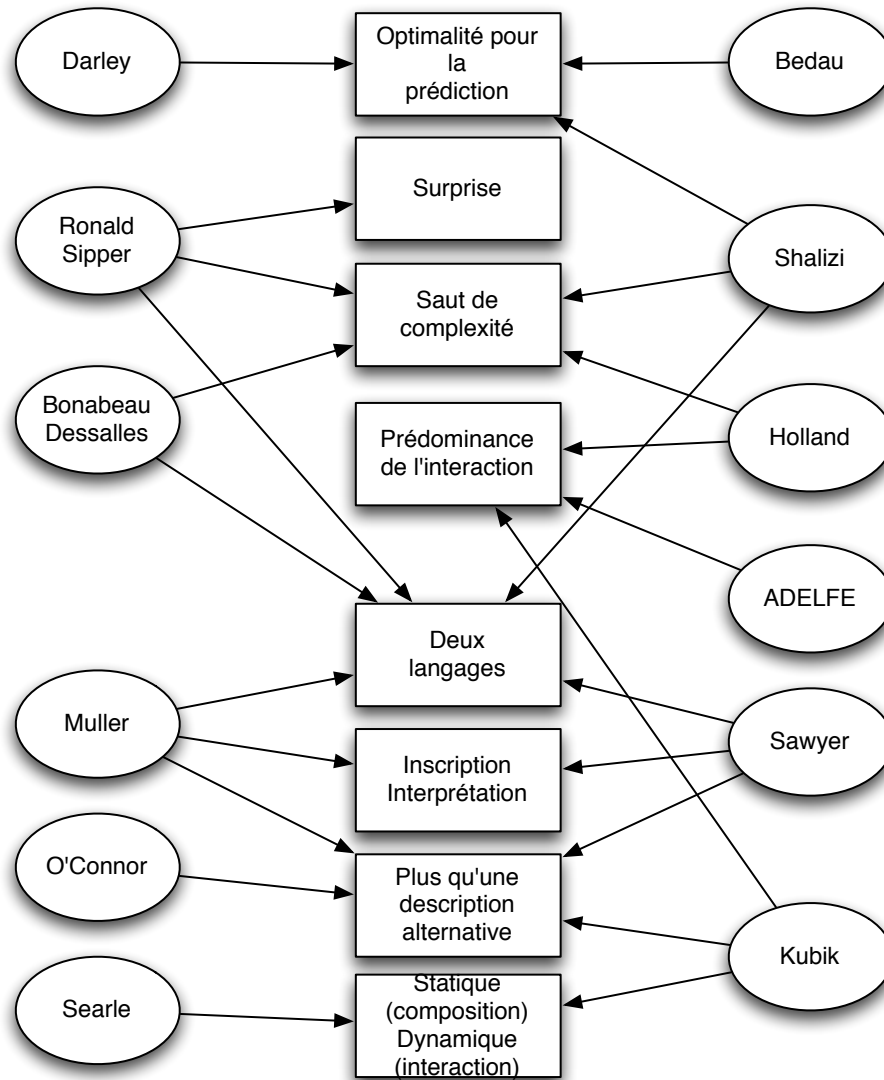 Darley
Optimalité pour
la
prédiction
Bedau
Surprise
Ronald
Sipper
Shalizi
Saut de
complexité
Bonabeau
Dessalles
Prédominance
de l'interaction
Holland
ADELFE
Deux
langages
Muller
Sawyer
Inscription
Interprétation
O'Connor
Plus qu'une
description
alternative
Kubik
Searle
Statique
(composition)
Dynamique
(interaction)